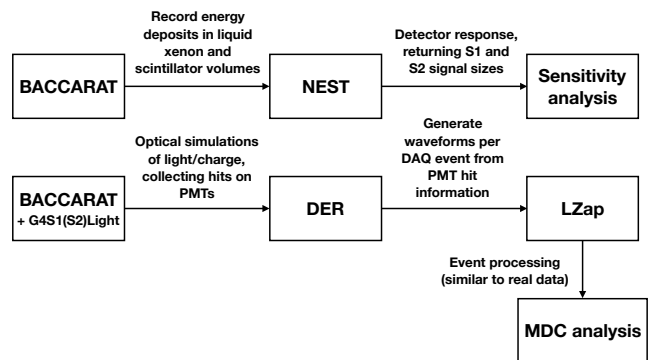 Record energy
deposits in liquid
xenon and
scintillator volumes
Detector response,
returning S1 and
S2 signal sizes
BACCARAT
NEST
Sensitivity
analysis
Optical simulations
of light/charge,
collecting hits on
PMTs
Generate
waveforms per
DAQ event from
PMT hit
information
BACCARAT
+ G4S1(S2)Light
DER
LZap
Event processing
(similar to real data)
MDC analysis